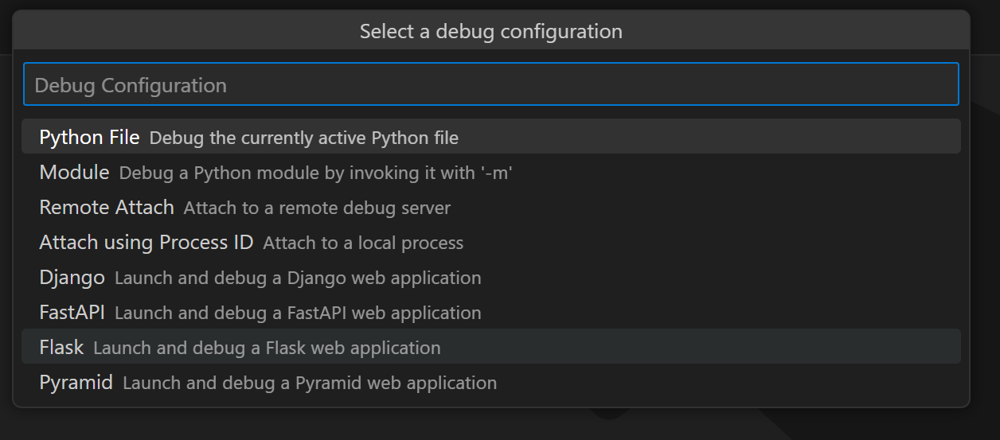 Select a debug configuration
Debug Configuration
Python File Debug the currently active Python file
Module Debug a Python module by invoking it with '-m'
Remote Attach Attach to a remote debug server
Attach using Process ID Attach to a local process
Django Launch and debug a Django web application
FastAPI Launch and debug a FastAPI web application
Flask Launch and debug a Flask web application
Pyramid Launch and debug a Pyramid web application